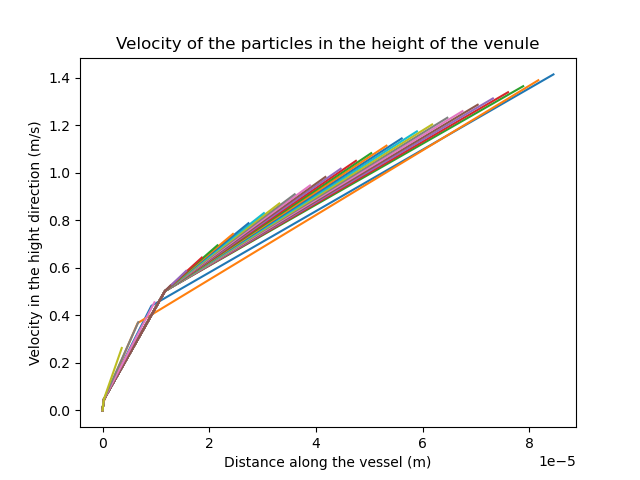 Velocity of the particles in the height of the venule
Velocity in the hight direction (m/s)
1.4
1.2
1.0
0.8
0.6
0.4
0.2
0.0
0 2 4 6 8
1e−5
Distance along the vessel (m)